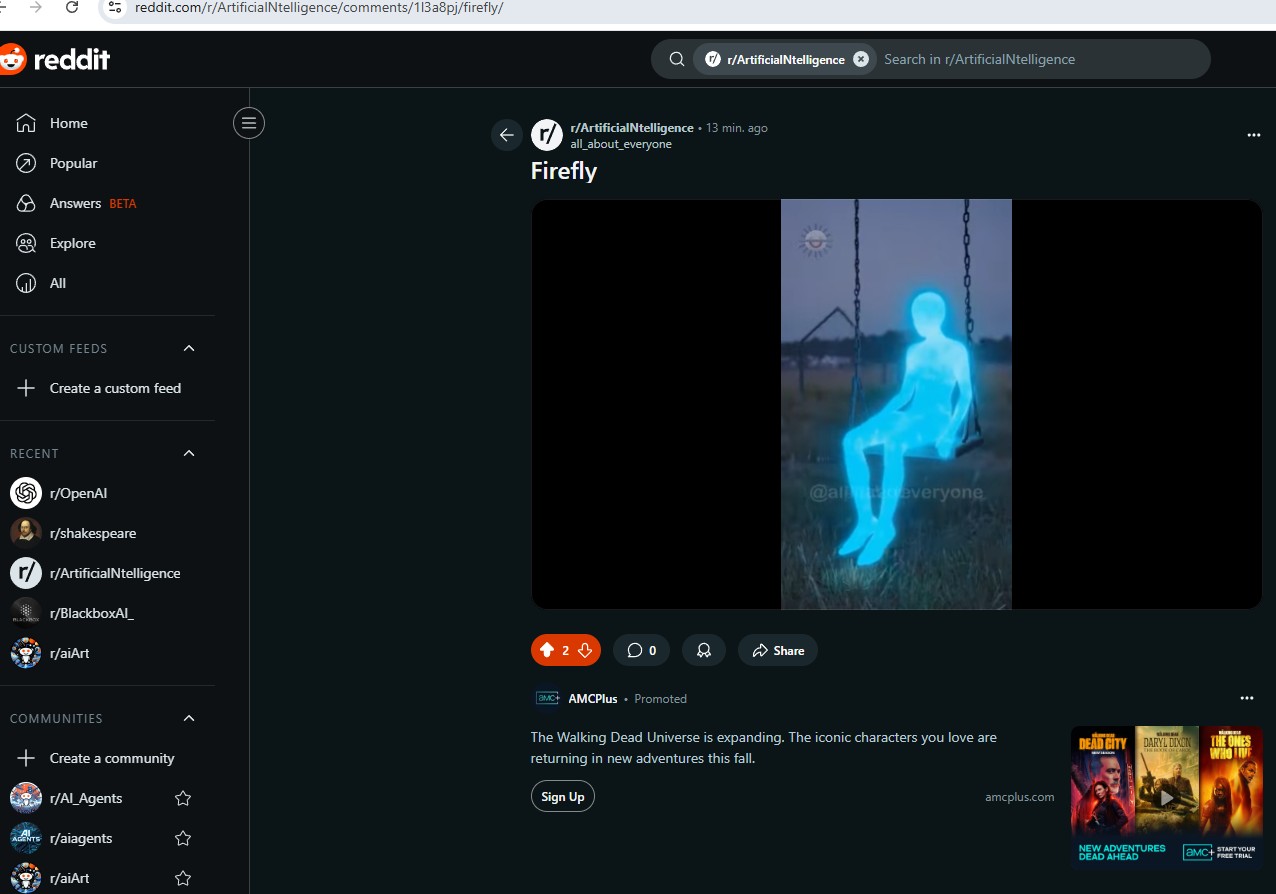 reddit.com/r/ArtificialNtelligence/comments/1l3a8pj/firefly/
reddit
r/ArtificialNtelligence
Search in r/ArtificialNtelligence
Home
Popular
Answers BETA
Explore
All
CUSTOM FEEDS
Create a custom feed
RECENT
r/OpenAI
r/shakespeare
r/ArtificialNtelligence
r/BlackboxAI_
r/aiArt
COMMUNITIES
Create a community
r/AI_Agents
r/aiagents
r/aiArt
r/
r/ArtificialNtelligence • 13 min. ago
all_about_everyone
Firefly
2
0
Share
AMC+
AMCPlus • Promoted
The Walking Dead Universe is expanding. The iconic characters you love are
returning in new adventures this fall.
Sign Up
amcplus.com
DEAD CITY
DARYL DIXON
THE ONES
WHO LIVE
NEW ADVENTURES
DEAD AHEAD
AMC+
START YOUR
FREE TRIAL